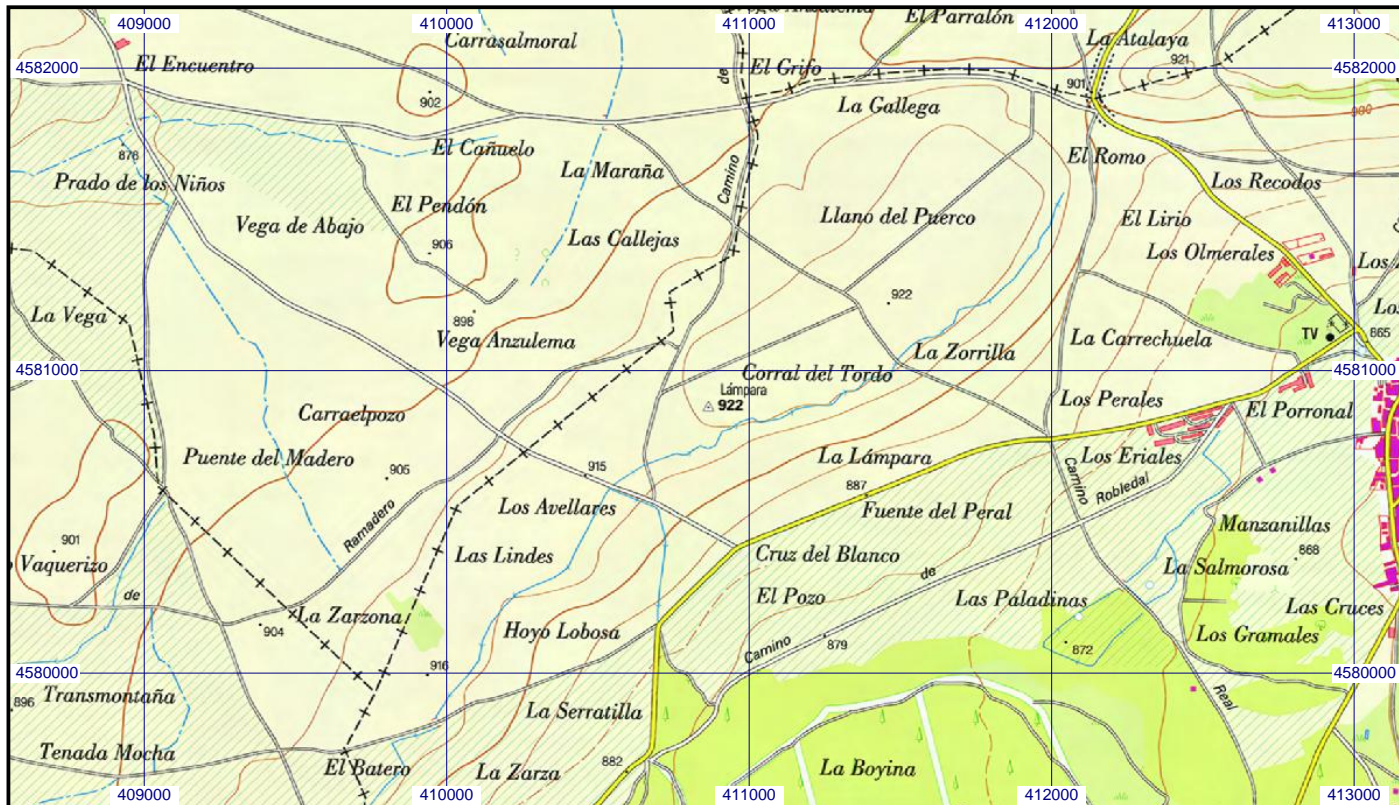 409000
410000
411000
412000
413000
El Parralón
Carrasalmoral
La Atalaya
4582000
El Encuentro
de
El Grifo
901
921
4582000
902
La Gallega
900
878
El Cañuelo
La Maraña
Camino
El Romo
Prado de los Niños
Los Recodos
El Pendón
Llano del Puerco
El Lirio
Vega de Abajo
906
Las Callejas
Los Olmerales
La Vega
898
922
Vega Anzulema
La Carrechuela
TV
865
4581000
La Zorrilla
4581000
Corral del Tordo
Lámpara
922
Carraelpozo
Los Perales
El Porronal
Puente del Madero
905
915
La Lámpara
Los Eriales
887
Camino
Robledal
Ramadero
Los Avellares
Fuente del Peral
Manzanillas
901
Vaquerizo
Las Lindes
Cruz del Blanco
868
de
La Salmorosa
de
El Pozo
Las Paladinas
Las Cruces
La Zarzona
904
Hoyo Lobosa
Camino
879
872
Los Gramales
4580000
916
4580000
Transmontaña
896
La Serratilla
Real
Tenada Mocha
El Batero
La Zarza
882
La Boyina
409000
410000
411000
412000
413000